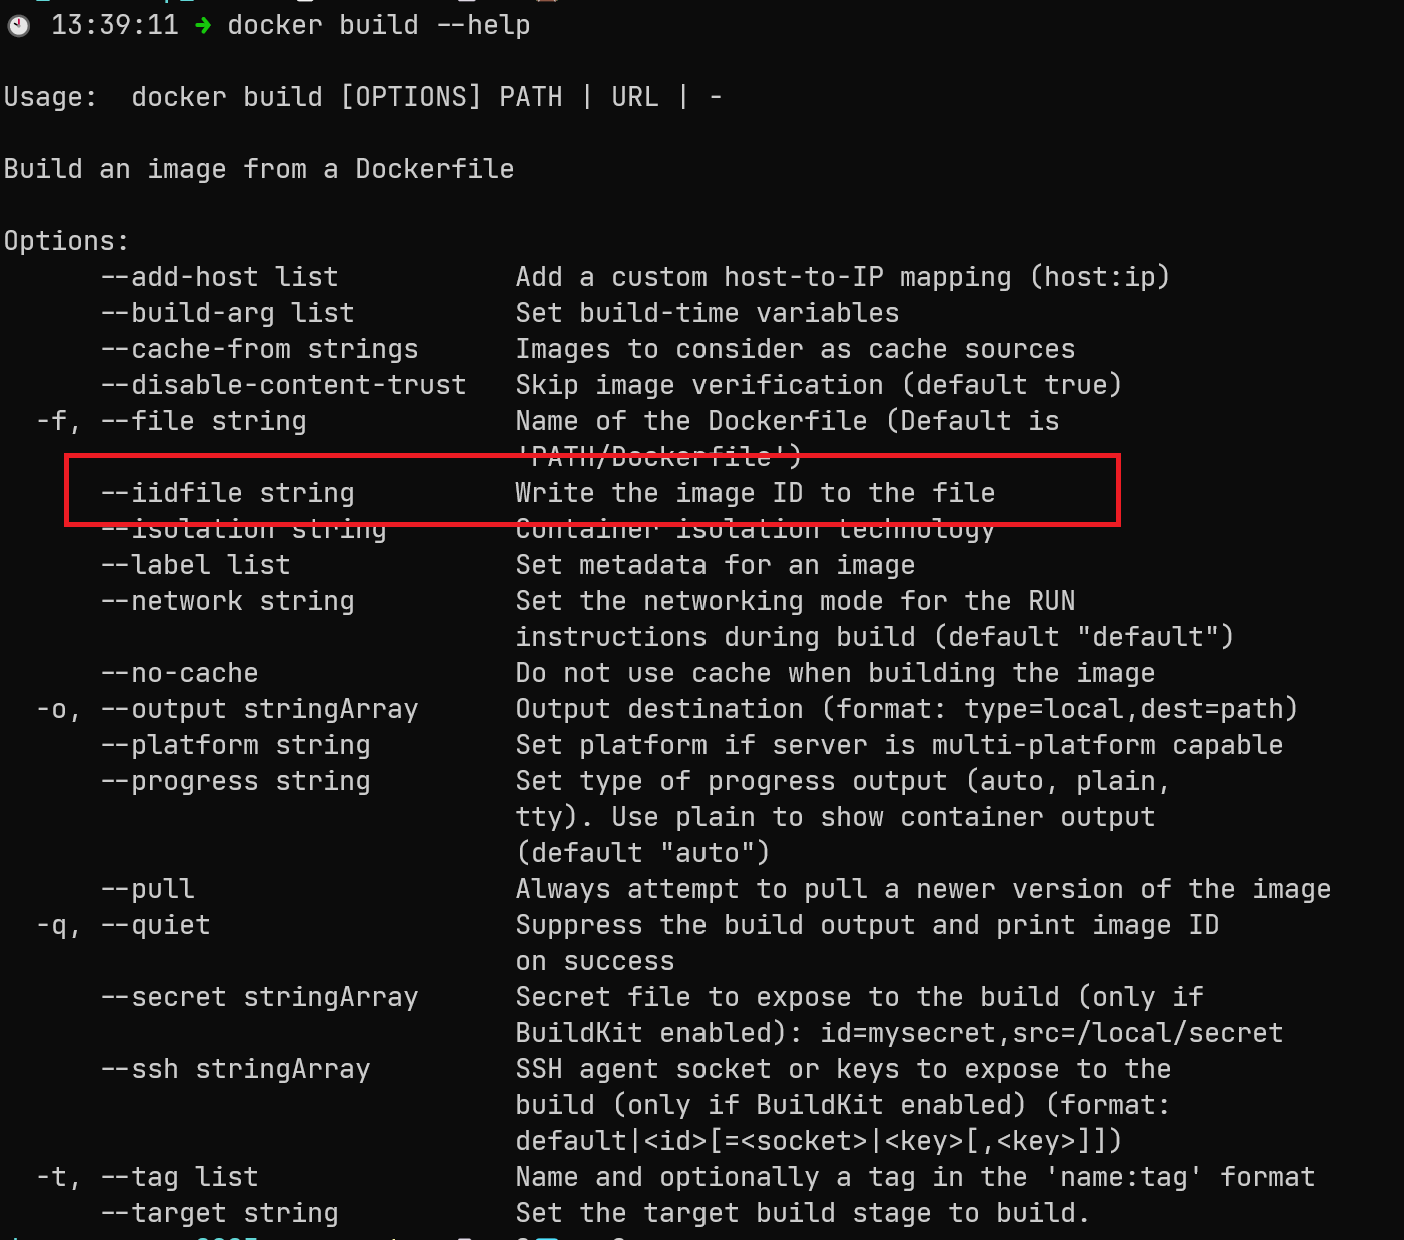 13:39:11 ➜ docker build --help
Usage:  docker build [OPTIONS] PATH | URL | -
Build an image from a Dockerfile
Options:
      --add-host list           Add a custom host-to-IP mapping (host:ip)
      --build-arg list          Set build-time variables
      --cache-from strings      Images to consider as cache sources
      --disable-content-trust   Skip image verification (default true)
  -f, --file string             Name of the Dockerfile (Default is
                                'PATH/Dockerfile')
      --iidfile string          Write the image ID to the file
      --isolation string        Container isolation technology
      --label list              Set metadata for an image
      --network string          Set the networking mode for the RUN
                                instructions during build (default "default")
      --no-cache                Do not use cache when building the image
  -o, --output stringArray      Output destination (format: type=local,dest=path)
      --platform string         Set platform if server is multi-platform capable
      --progress string         Set type of progress output (auto, plain,
                                tty). Use plain to show container output
                                (default "auto")
      --pull                    Always attempt to pull a newer version of the image
  -q, --quiet                   Suppress the build output and print image ID
                                on success
      --secret stringArray      Secret file to expose to the build (only if
                                BuildKit enabled): id=mysecret,src=/local/secret
      --ssh stringArray         SSH agent socket or keys to expose to the
                                build (only if BuildKit enabled) (format:
                                default|<id>[=<socket>|<key>[,<key>]])
  -t, --tag list                Name and optionally a tag in the 'name:tag' format
      --target string           Set the target build stage to build.